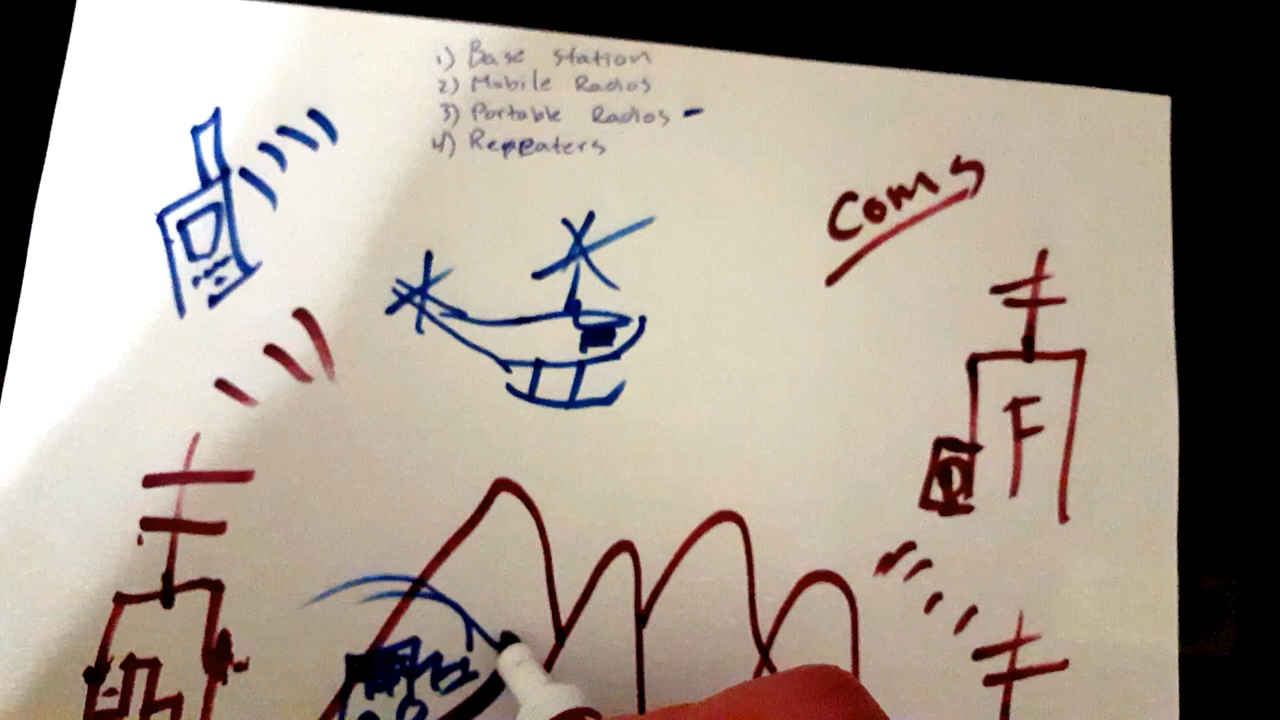 1) Base station
2) Mobile Radios
3) Portable Radios -
4) Repeaters
Coms
F